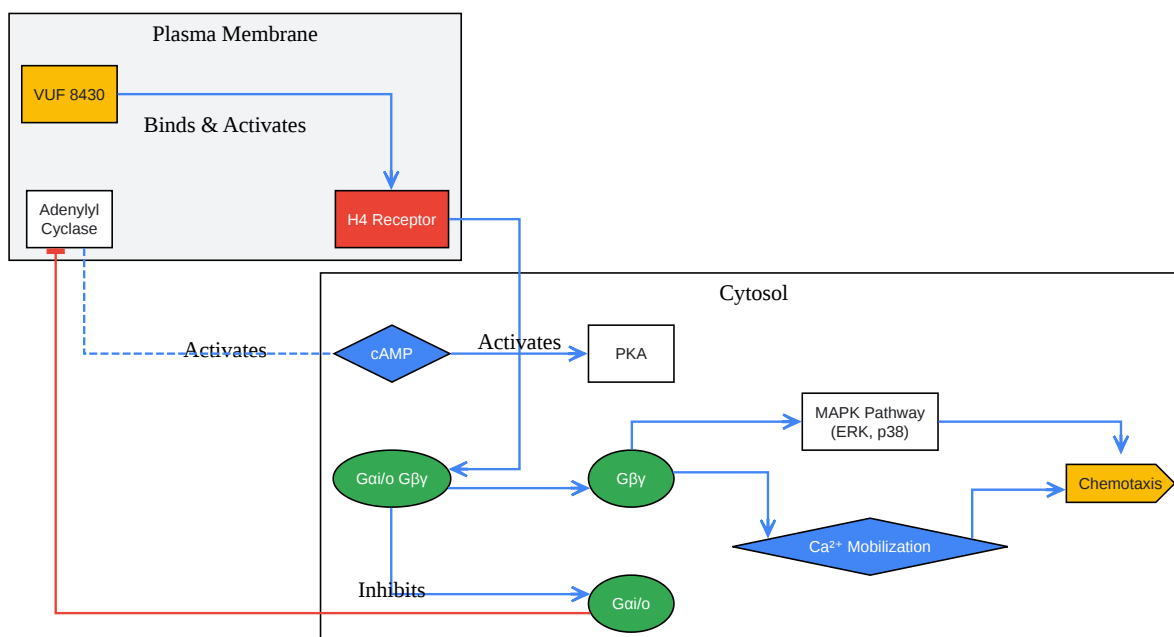 Plasma Membrane
VUF 8430
Binds & Activates
Adenylyl
Cyclase
H4 Receptor
Cytosol
Activates
cAMP
Activates
PKA
MAPK Pathway
(ERK, p38)
Gαi/o Gβγ
Gβγ
Chemotaxis
Ca²⁺ Mobilization
Inhibits
Gαi/o